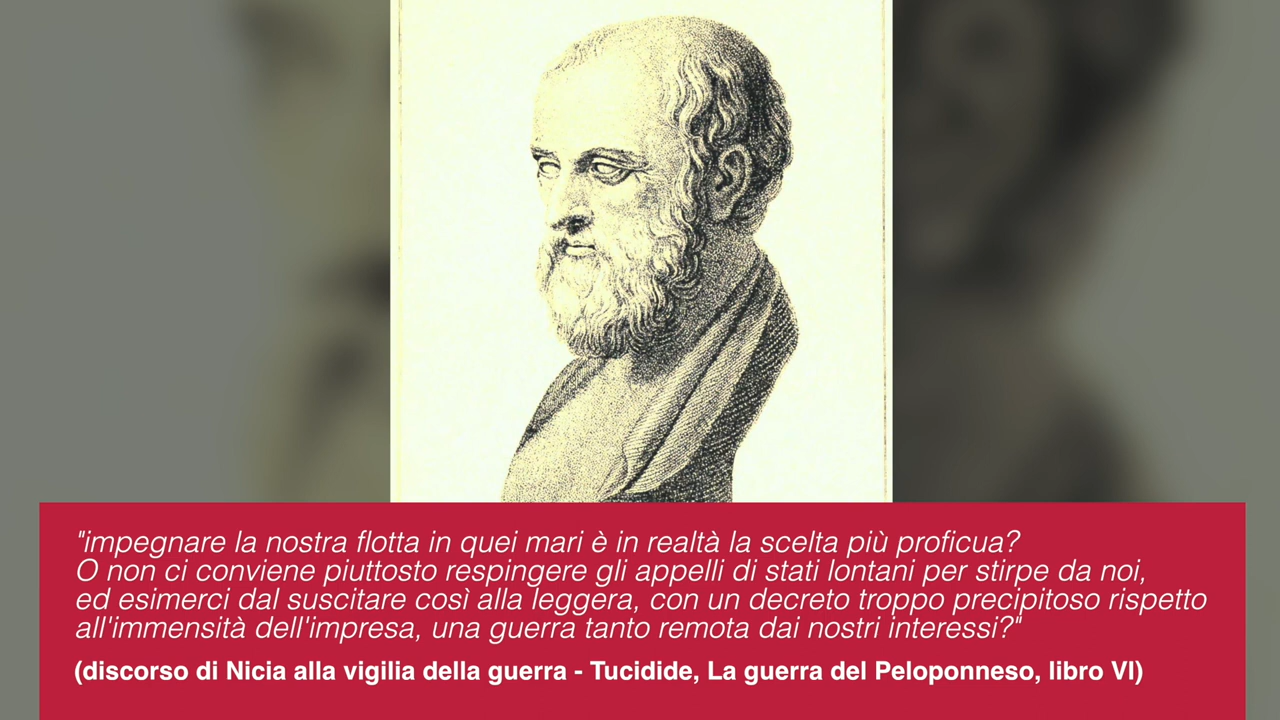 "impegnare la nostra flotta in quei mari è in realtà la scelta più proficua?
O non ci conviene piuttosto respingere gli appelli di stati lontani per stirpe da noi,
ed esimerci dal suscitare così alla leggera, con un decreto troppo precipitoso rispetto
all'immensità dell'impresa, una guerra tanto remota dai nostri interessi?"
(discorso di Nicia alla vigilia della guerra - Tucidide, La guerra del Peloponneso, libro VI)